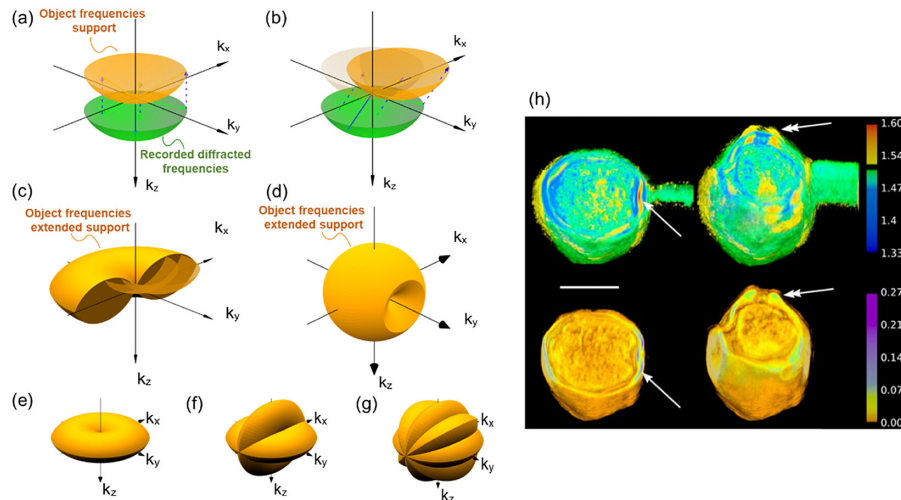 (a)
Object frequencies
support
kx
ky
Recorded diffracted
frequencies
kz
(b)
kx
ky
kz
(c)
Object frequencies
extended support
kx
ky
kz
(d)
Object frequencies
extended support
kx
ky
kz
(e)
kx
ky
kz
(f)
kx
ky
kz
(g)
kx
ky
kz
(h)
1.60
1.54
1.47
1.4
1.33
0.27
0.20
0.14
0.07
0.00